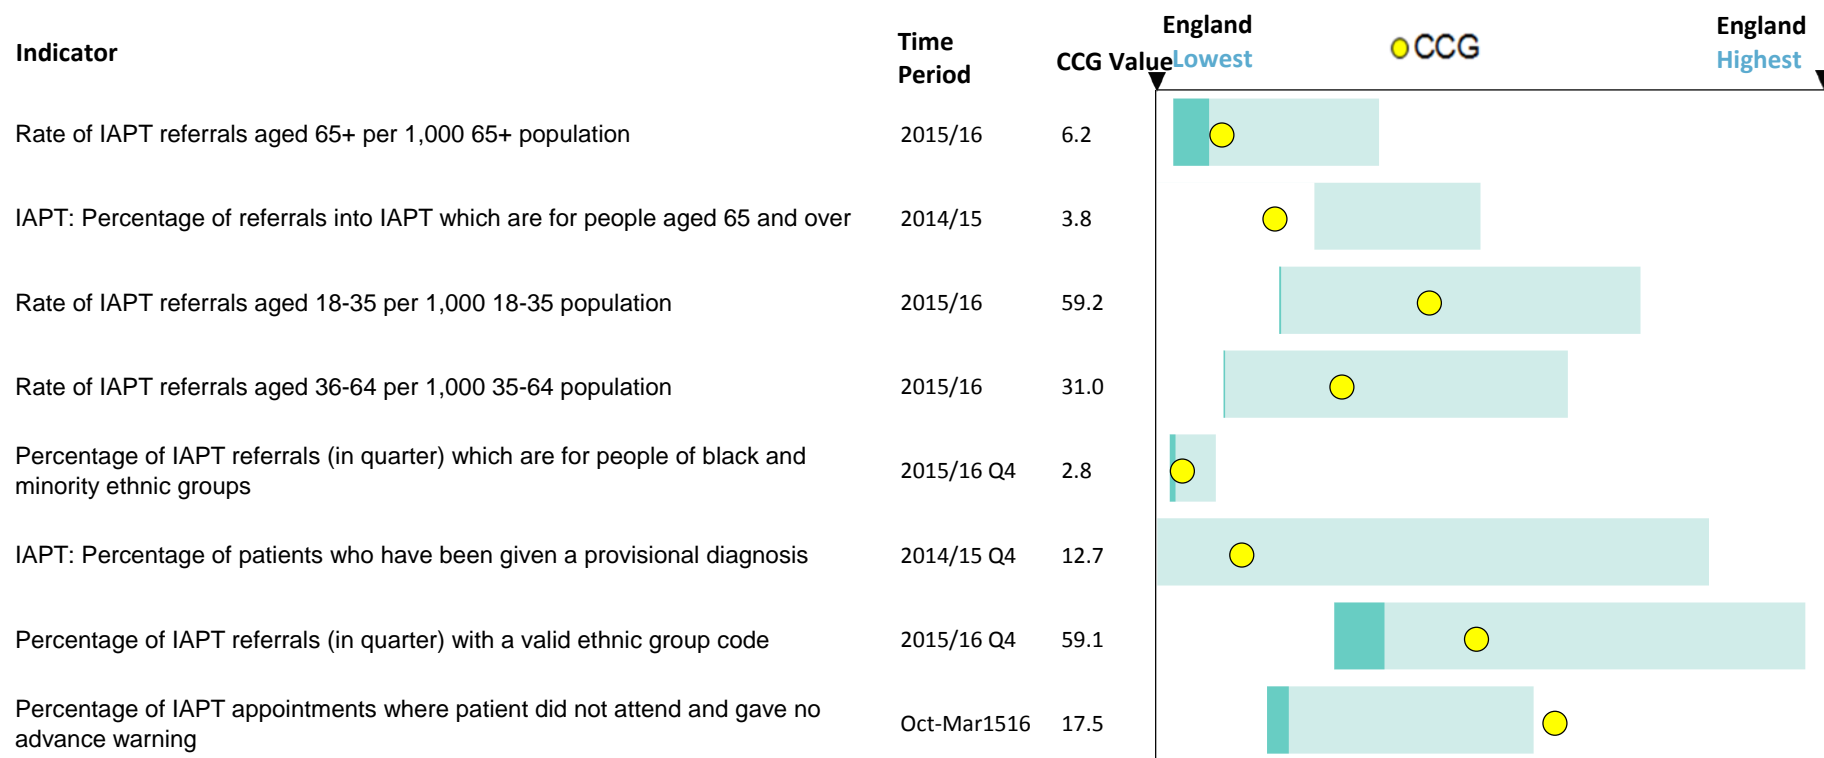 Indicator
Time
Period
CCG Value
England
Lowest
CCG
England
Highest
Rate of IAPT referrals aged 65+ per 1,000 65+ population 2015/16 6.2
IAPT: Percentage of referrals into IAPT which are for people aged 65 and over 2014/15 3.8
Rate of IAPT referrals aged 18-35 per 1,000 18-35 population 2015/16 59.2
Rate of IAPT referrals aged 36-64 per 1,000 35-64 population 2015/16 31.0
Percentage of IAPT referrals (in quarter) which are for people of black and
minority ethnic groups
2015/16 Q4 2.8
IAPT: Percentage of patients who have been given a provisional diagnosis 2014/15 Q4 12.7
Percentage of IAPT referrals (in quarter) with a valid ethnic group code 2015/16 Q4 59.1
Percentage of IAPT appointments where patient did not attend and gave no
advance warning
Oct-Mar1516 17.5